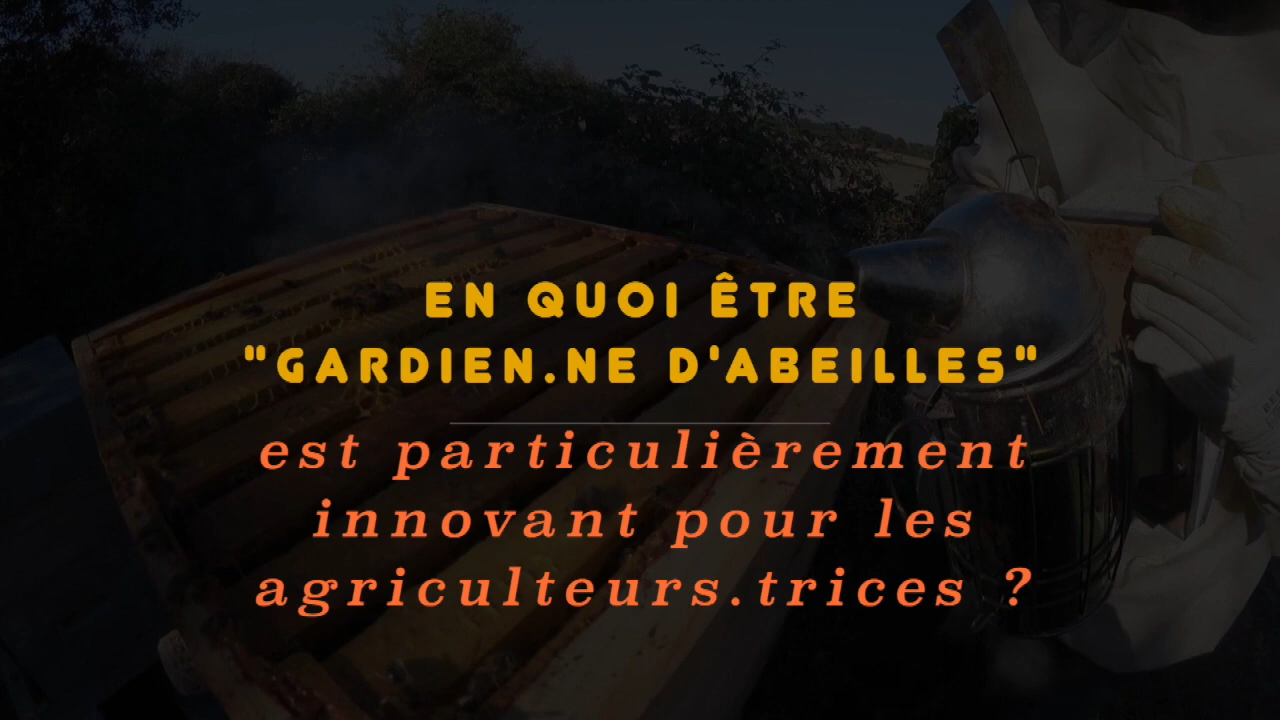 EN QUOI ÊTRE
"GARDIEN.NE D'ABEILLES"
est particulièrement
innovant pour les
agriculteurs.trices ?